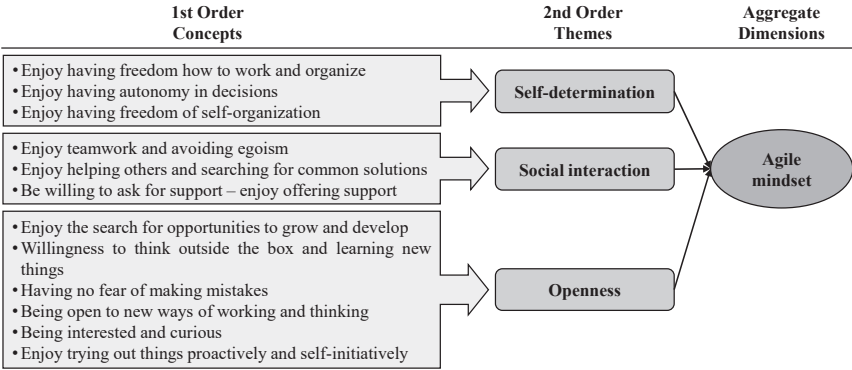 1st Order
Concepts
2nd Order
Themes
Aggregate
Dimensions
• Enjoy having freedom how to work and organize
• Enjoy having autonomy in decisions
• Enjoy having freedom of self-organization
Self-determination
• Enjoy teamwork and avoiding egoism
• Enjoy helping others and searching for common solutions
• Be willing to ask for support – enjoy offering support
Social interaction
Agile
mindset
• Enjoy the search for opportunities to grow and develop
• Willingness to think outside the box and learning new
things
• Having no fear of making mistakes
• Being open to new ways of working and thinking
• Being interested and curious
• Enjoy trying out things proactively and self-initiatively
Openness